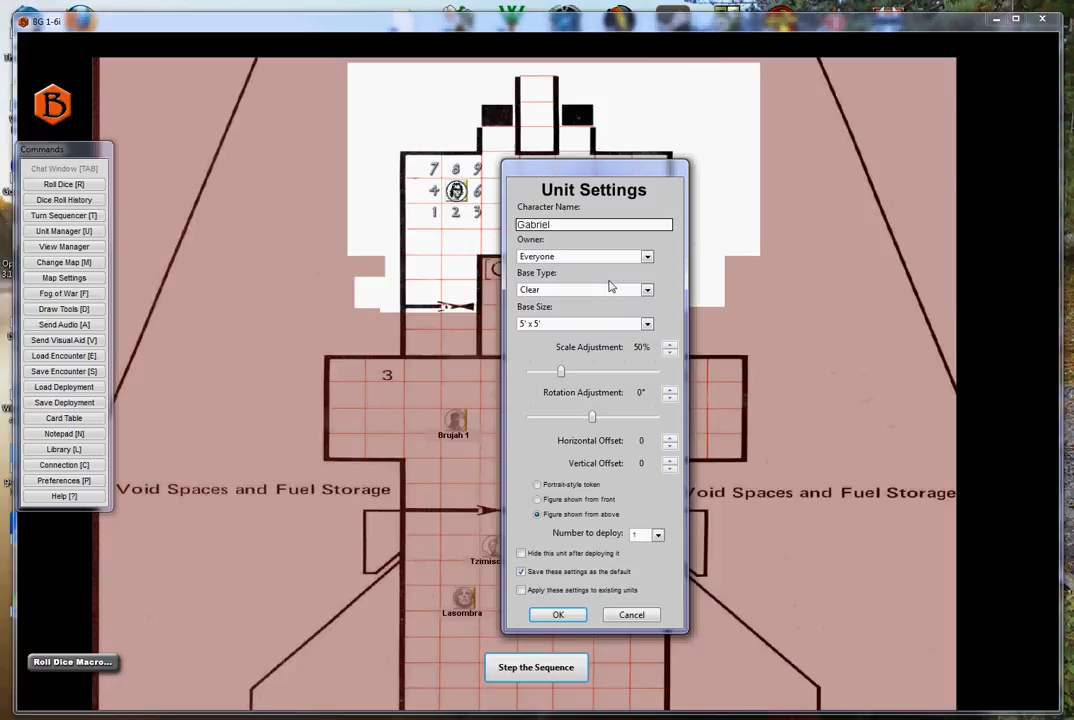 BG 1-6i
B
Commands
Chat Window [TAB]
Roll Dice [R]
Dice Roll History
Turn Sequencer [T]
Unit Manager [U]
View Manager
Change Map [M]
Map Settings
Fog of War [F]
Draw Tools [D]
Send Audio [A]
Send Visual Aid [V]
Load Encounter [E]
Save Encounter [S]
Load Deployment
Save Deployment
Card Table
Notepad [N]
Library [L]
Connection [C]
Preferences [P]
Help [?]
Roll Dice Macro...
7 8 9
4 6
1 2 3
3
Brujah 1
Void Spaces and Fuel Storage
Void Spaces and Fuel Storage
Lasombra
Unit Settings
Character Name:
Gabriel
Owner:
Everyone
Base Type:
Clear
Base Size:
5' x 5'
Scale Adjustment: 50%
Rotation Adjustment: 0°
Horizontal Offset: 0
Vertical Offset: 0
Portrait-style token
Figure shown from front
Figure shown from above
Number to deploy: 1
Hide this unit after deploying it
Save these settings as the default
Apply these settings to existing units
OK Cancel
Step the Sequence